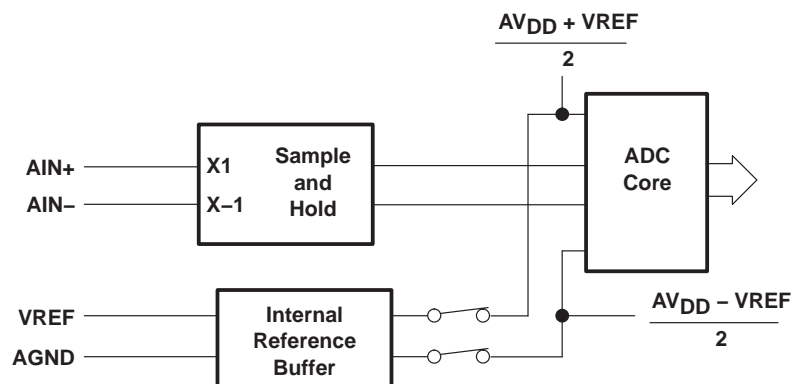 AVDD + VREF
2
AIN+
AIN–
X1
X–1
Sample
and
Hold
ADC
Core
VREF
AGND
Internal
Reference
Buffer
AVDD – VREF
2